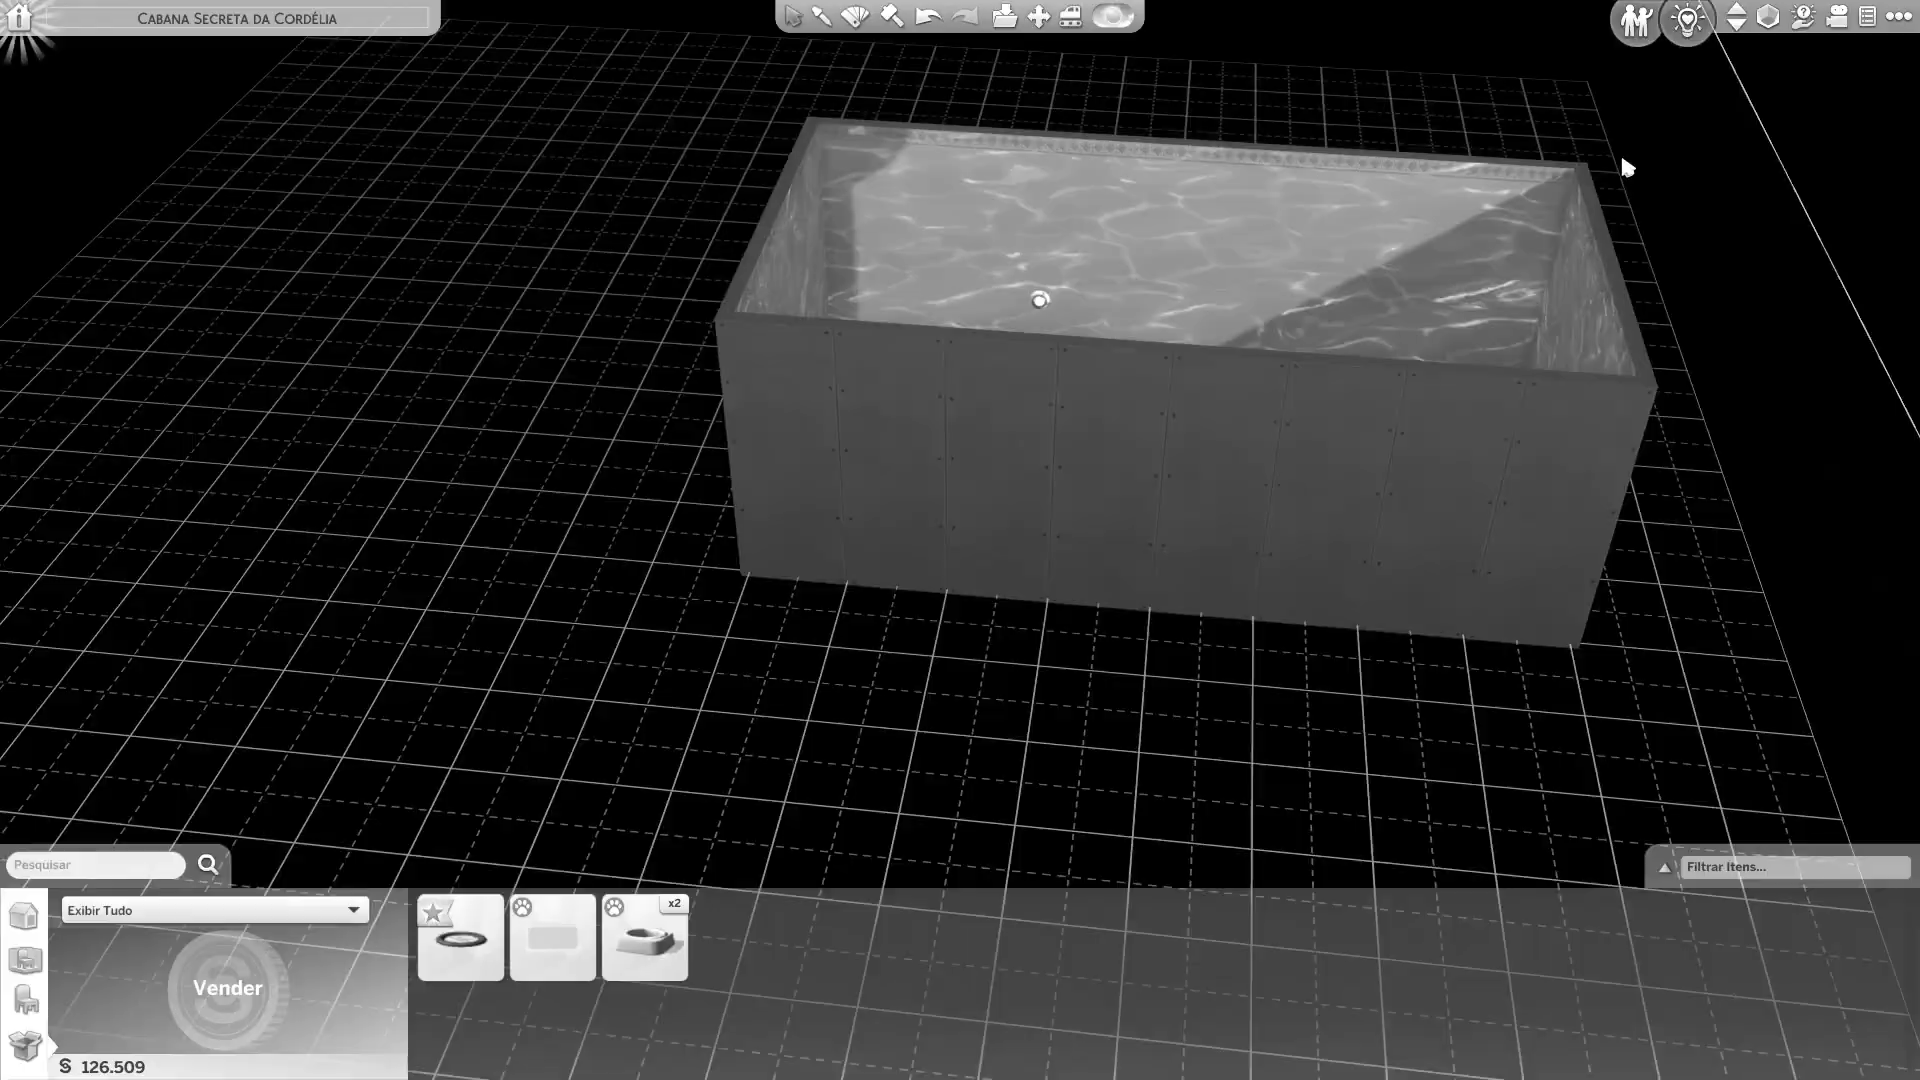 Cabana Secreta da Cordélia
Pesquisar
Filtrar Itens...
Exibir Tudo
x2
Vender
126.509